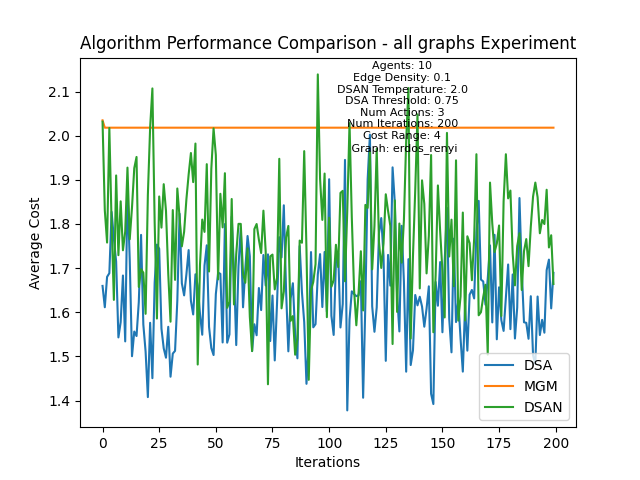 Algorithm Performance Comparison - all graphs Experiment
Agents: 10
Edge Density: 0.1
DSAN Temperature: 2.0
DSA Threshold: 0.75
Num Actions: 3
Num Iterations: 200
Cost Range: 4
Graph: erdos_renyi
Average Cost
2.1
2.0
1.9
1.8
1.7
1.6
1.5
1.4
0 25 50 75 100 125 150 175 200
Iterations
DSA
MGM
DSAN